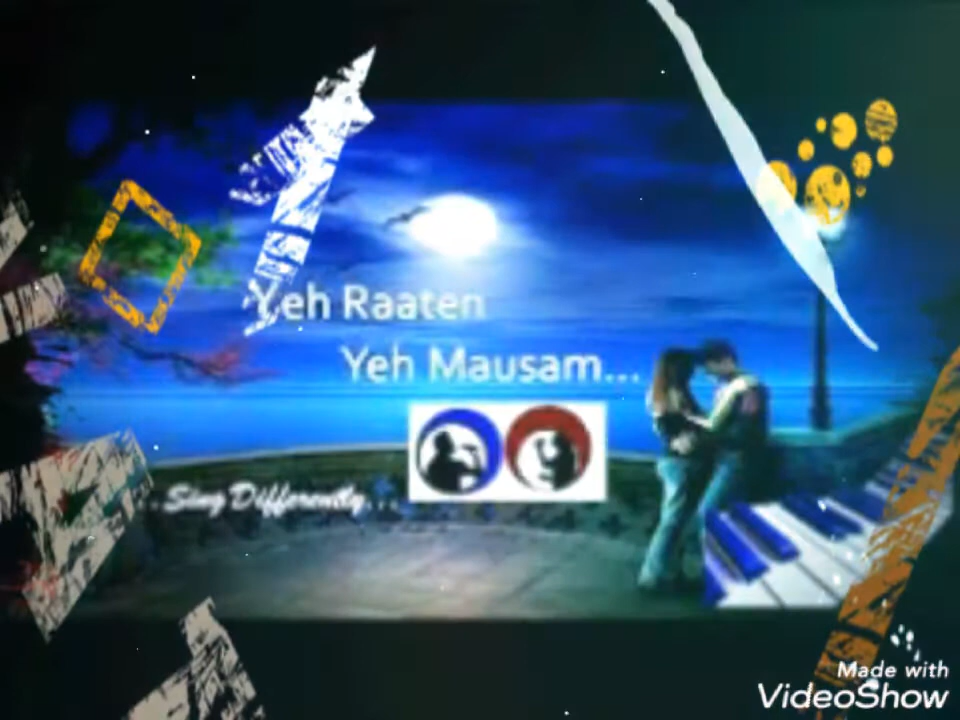 Yeh Raaten
Yeh Mausam...
...Sing Differently...
Made with
VideoShow